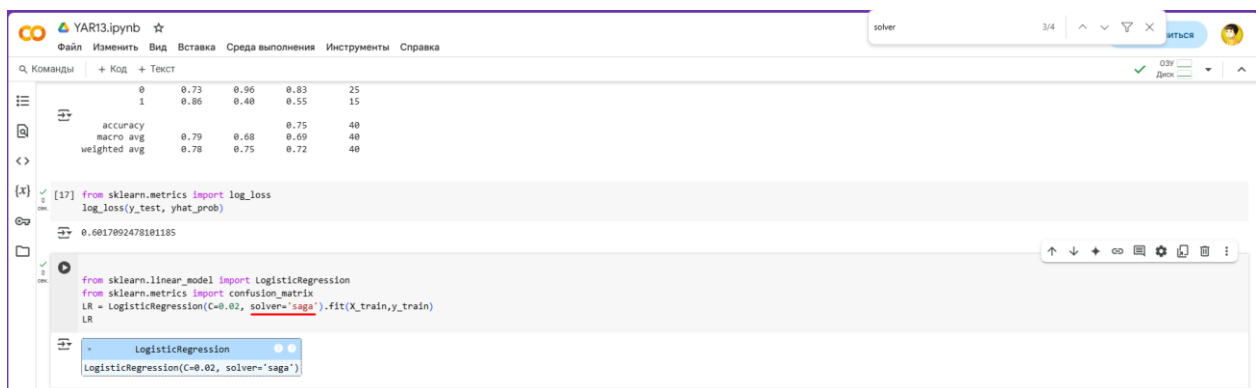 YAR13.ipynb
solver 3/4
иться
Файл Изменить Вид Вставка Среда выполнения Инструменты Справка
Команды + Код + Текст
ОЗУ
Диск
0 0.73 0.96 0.83 25
1 0.86 0.40 0.55 15
accuracy 0.75 40
macro avg 0.79 0.68 0.69 40
weighted avg 0.78 0.75 0.72 40
{x}
[17] from sklearn.metrics import log_loss
0 сек. log_loss(y_test, yhat_prob)
0.6017092478101185
0 сек.
from sklearn.linear_model import LogisticRegression
from sklearn.metrics import confusion_matrix
LR = LogisticRegression(C=0.02, solver='saga').fit(X_train,y_train)
LR
LogisticRegression
LogisticRegression(C=0.02, solver='saga')